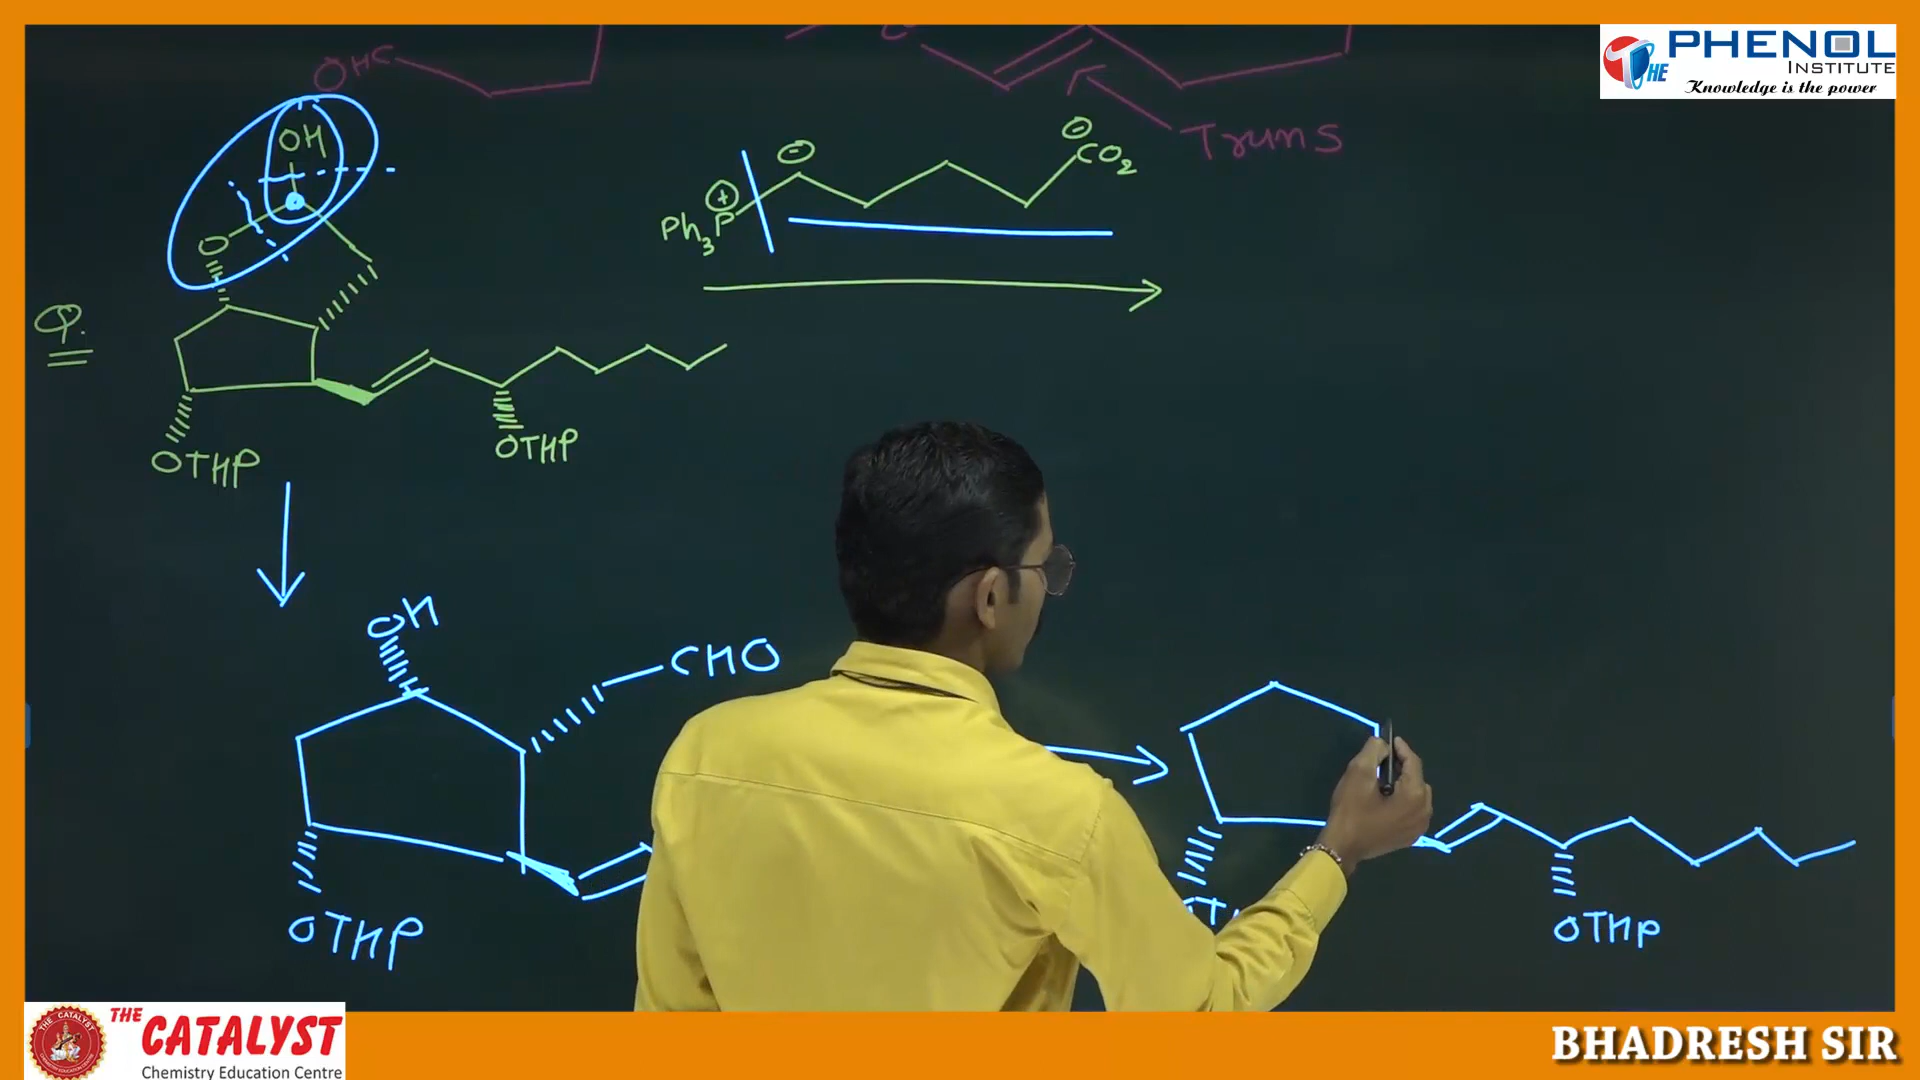 PHENOL
THE
INSTITUTE
Knowledge is the power
OHC
Trans
OH
O
Ph3P⊕
⊖
⊖
CO2
Q.
OTHP
OTHP
OH
CHO
OTHP
OTHP
THE
CATALYST
Chemistry Education Centre
BHADRESH SIR